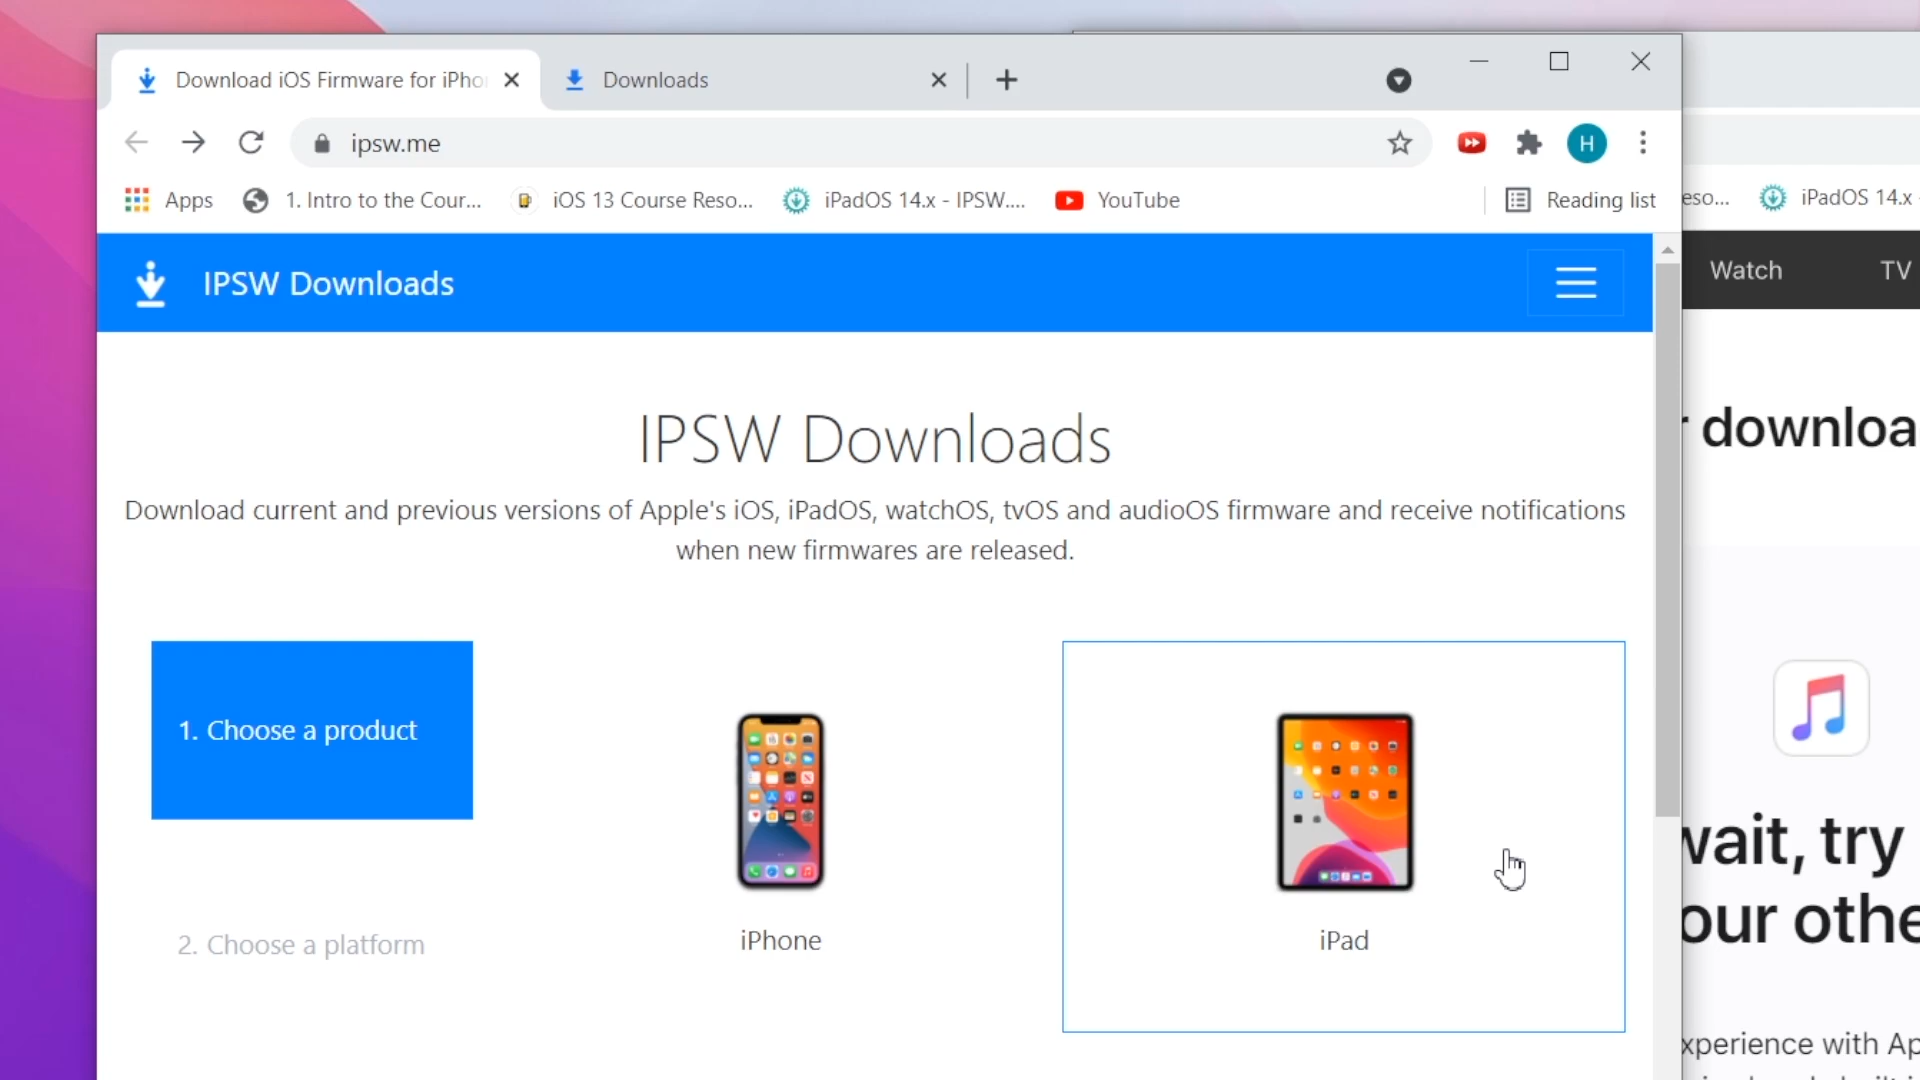 Download iOS Firmware for iPho
Downloads
ipsw.me
H
Apps
1. Intro to the Cour...
iOS 13 Course Reso...
iPadOS 14.x - IPSW....
YouTube
Reading list
eso...
iPadOS 14.x
IPSW Downloads
Watch
TV
IPSW Downloads
Download current and previous versions of Apple's iOS, iPadOS, watchOS, tvOS and audioOS firmware and receive notifications
when new firmwares are released.
r downloa
1. Choose a product
2. Choose a platform
iPhone
iPad
wait, try
our othe
xperience with Ap